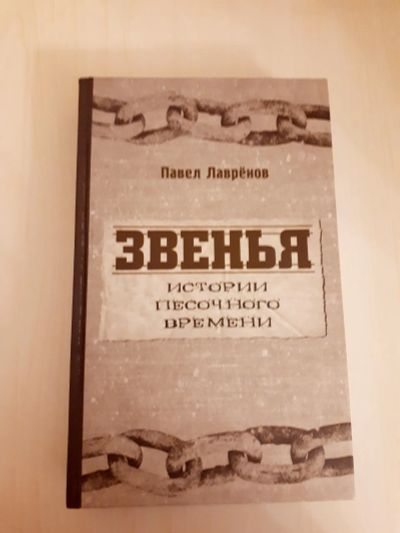 Павел Лаврёнов
ЗВЕНЬЯ
ИСТОРИИ
ПЕСОЧНОГО
ВРЕМЕНИ